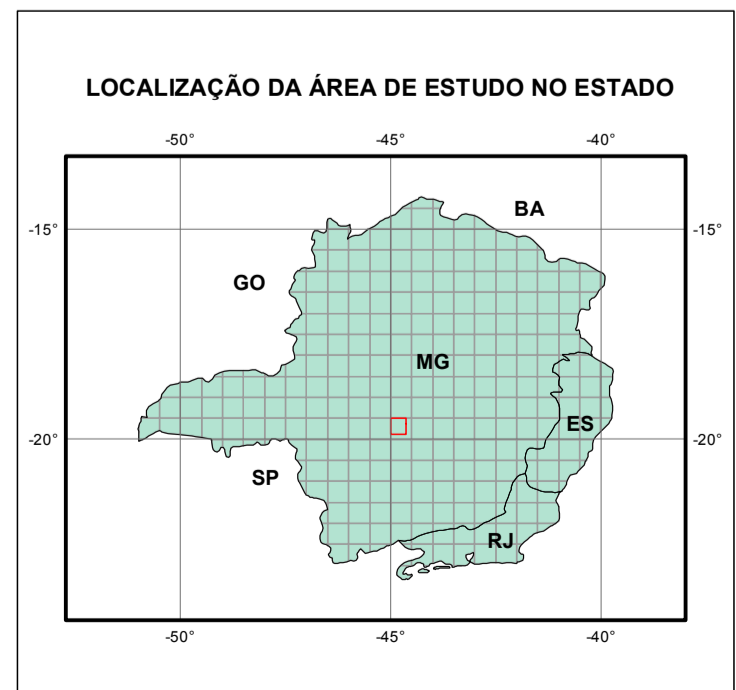 LOCALIZAÇÃO DA ÁREA DE ESTUDO NO ESTADO
-50° -45° -40°
BA
-15° -15°
GO
MG
ES
-20° -20°
SP
RJ
-50° -45° -40°